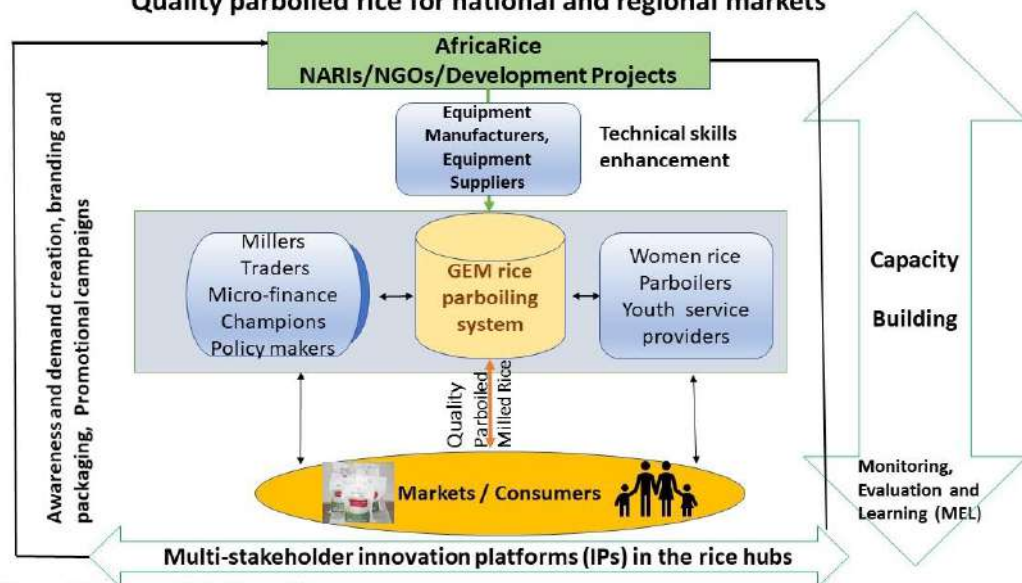 Quality parboiled rice for national and regional markets
AfricaRice
NARIs/NGOs/Development Projects
Equipment
Manufacturers,
Equipment
Suppliers
Technical skills
enhancement
Awareness and demand creation, branding and
packaging, Promotional campaigns
Millers
Traders
Micro-finance
Champions
Policy makers
GEM rice
parboiling
system
Women rice
Parboilers
Youth service
providers
Capacity
Building
Quality
Parboiled
Milled Rice
Markets / Consumers
Monitoring,
Evaluation and
Learning (MEL)
Multi-stakeholder innovation platforms (IPs) in the rice hubs